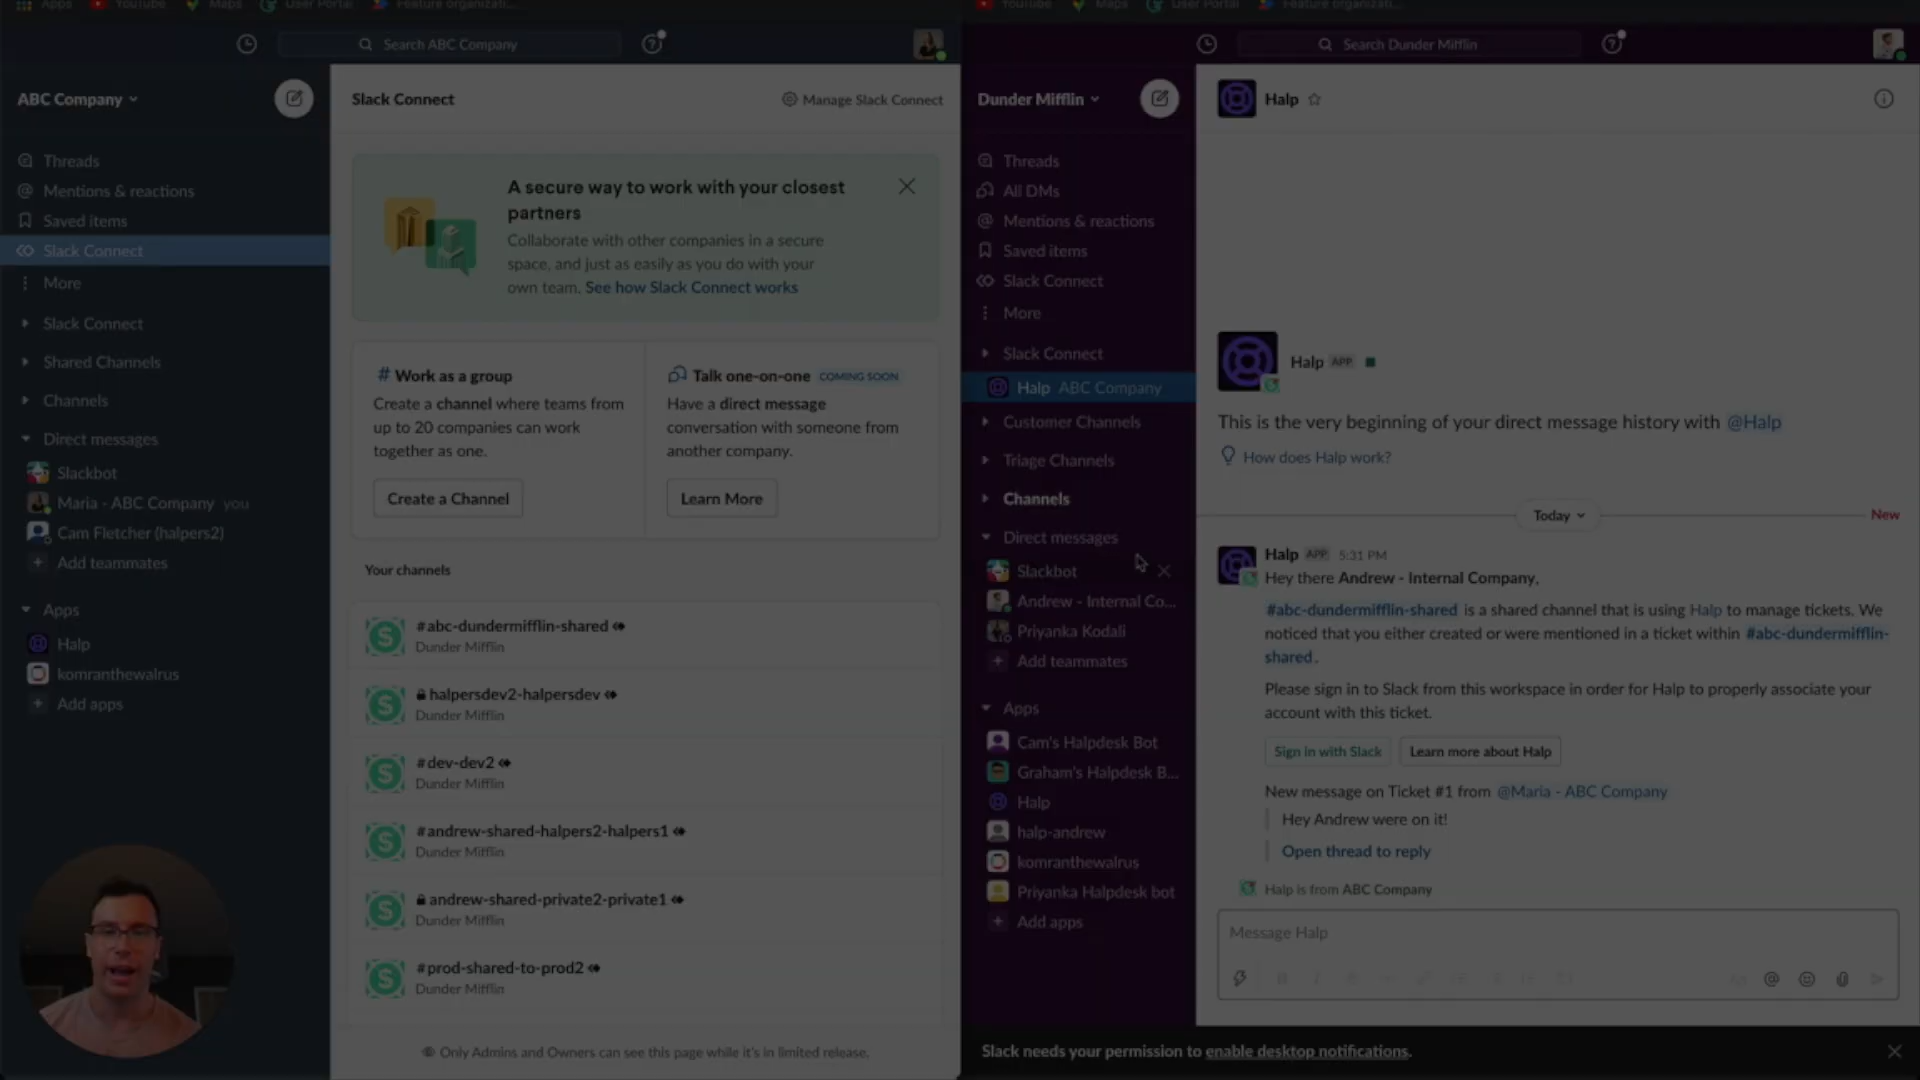 Apps YouTube Maps User Portal Feature organizati...
Search ABC Company
ABC Company
Threads
Mentions & reactions
Saved items
Slack Connect
More
Slack Connect
Shared Channels
Channels
Direct messages
Slackbot
Maria - ABC Company you
Cam Fletcher (halpers2)
Add teammates
Apps
Halp
komranthewalrus
Add apps
Slack Connect
Manage Slack Connect
A secure way to work with your closest
partners
Collaborate with other companies in a secure
space, and just as easily as you do with your
own team. See how Slack Connect works
# Work as a group
Create a channel where teams from
up to 20 companies can work
together as one.
Create a Channel
Talk one-on-one COMING SOON
Have a direct message
conversation with someone from
another company.
Learn More
Your channels
#abc-dundermifflin-shared
Dunder Mifflin
halpersdev2-halpersdev
Dunder Mifflin
#dev-dev2
Dunder Mifflin
#andrew-shared-halpers2-halpers1
Dunder Mifflin
andrew-shared-private2-private1
Dunder Mifflin
#prod-shared-to-prod2
Dunder Mifflin
Only Admins and Owners can see this page while it's in limited release.
YouTube Maps User Portal Feature organizati...
Search Dunder Mifflin
Dunder Mifflin
Threads
All DMs
Mentions & reactions
Saved items
Slack Connect
More
Slack Connect
Halp ABC Company
Customer Channels
Triage Channels
Channels
Direct messages
Slackbot
Andrew - Internal Co...
Priyanka Kodali
Add teammates
Apps
Cam's Halpdesk Bot
Graham's Halpdesk B...
Halp
halp-andrew
komranthewalrus
Priyanka Halpdesk bot
Add apps
Halp
Halp APP
This is the very beginning of your direct message history with @Halp
How does Halp work?
Today
New
Halp APP 5:31 PM
Hey there Andrew - Internal Company,
#abc-dundermifflin-shared is a shared channel that is using Halp to manage tickets. We
noticed that you either created or were mentioned in a ticket within #abc-dundermifflin-
shared.
Please sign in to Slack from this workspace in order for Halp to properly associate your
account with this ticket.
Sign in with Slack
Learn more about Halp
New message on Ticket #1 from @Maria - ABC Company
Hey Andrew were on it!
Open thread to reply
Halp is from ABC Company
Message Halp
Slack needs your permission to enable desktop notifications.